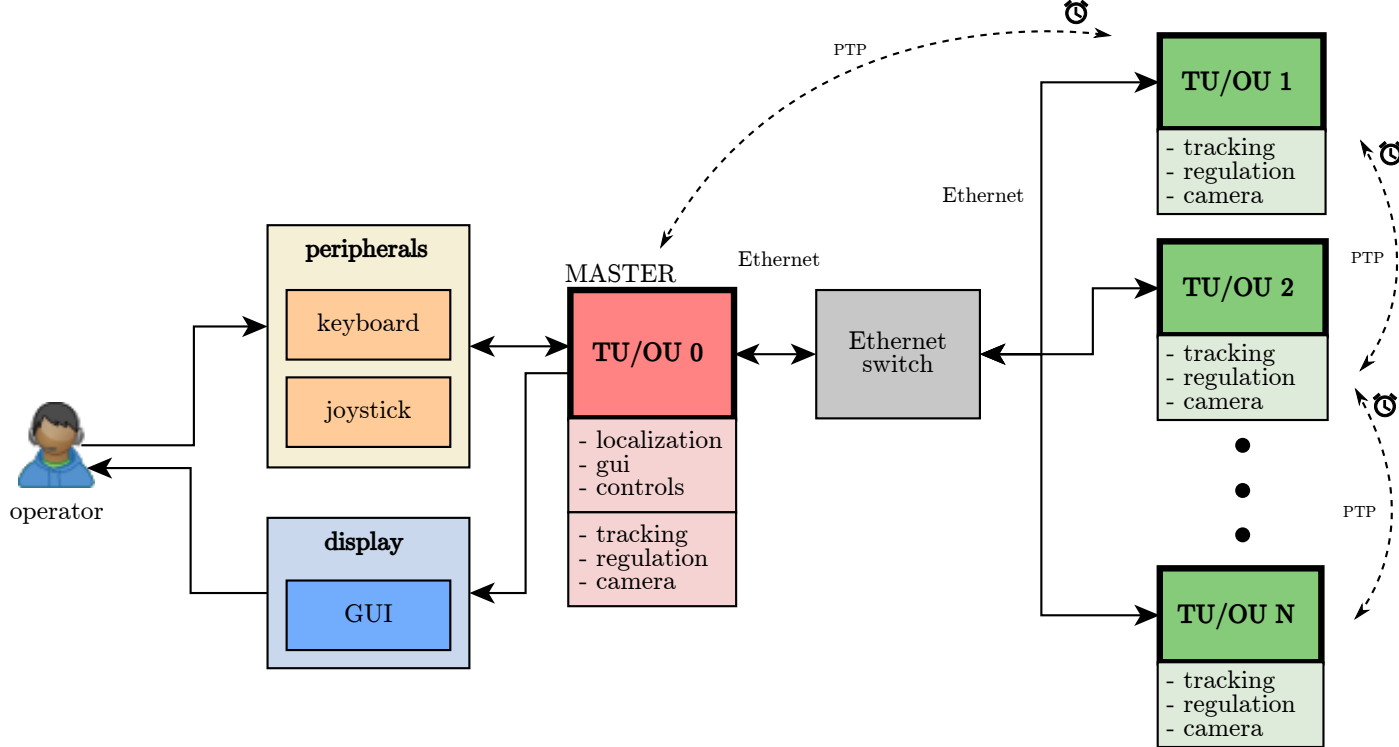 PTP
TU/OU 1
- tracking
- regulation
- camera
Ethernet
peripherals
keyboard
joystick
MASTER
TU/OU 0
- localization
- gui
- controls
- tracking
- regulation
- camera
Ethernet
Ethernet
switch
PTP
TU/OU 2
- tracking
- regulation
- camera
operator
display
GUI
PTP
TU/OU N
- tracking
- regulation
- camera